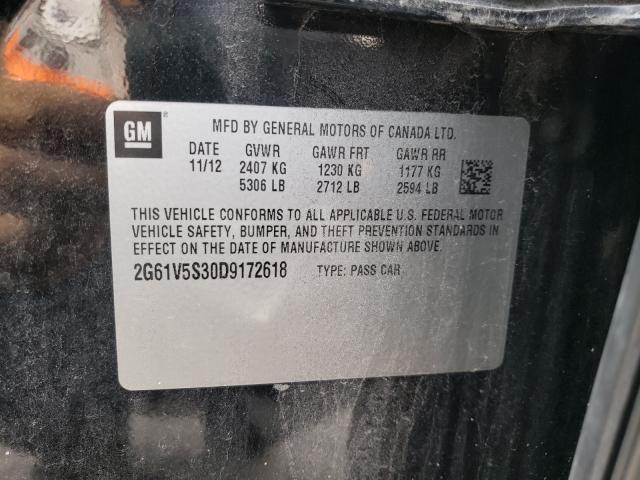 GM
MFD BY GENERAL MOTORS OF CANADA LTD.
DATE GVWR GAWR FRT GAWR RR
11/12 2407 KG 1230 KG 1177 KG
5306 LB 2712 LB 2594 LB
THIS VEHICLE CONFORMS TO ALL APPLICABLE U.S. FEDERAL MOTOR
VEHICLE SAFETY, BUMPER, AND THEFT PREVENTION STANDARDS IN
EFFECT ON THE DATE OF MANUFACTURE SHOWN ABOVE.
2G61V5S30D9172618 TYPE: PASS CAR